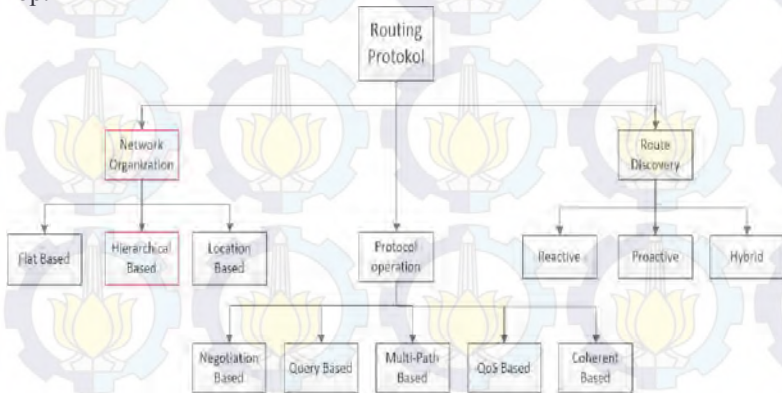 Routing
Protokol
Network
Organization
Route
Discovery
Flat Based
Hierarchical
Based
Location
Based
Protocol
operation
Reactive
Proactive
Hybrid
Negotiation
Based
Query Based
Multi-Path
Based
QoS Based
Coherent
Based